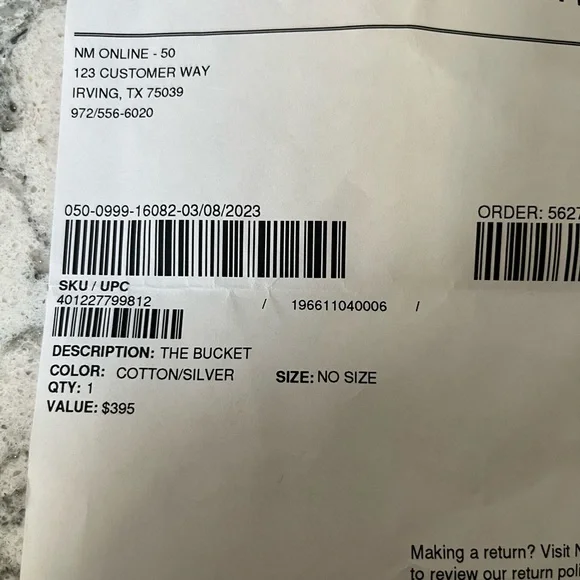 NM ONLINE - 50
123 CUSTOMER WAY
IRVING, TX 75039
972/556-6020
050-0999-16082-03/08/2023
ORDER: 5627
SKU / UPC
401227799812 / 196611040006 /
DESCRIPTION: THE BUCKET
COLOR: COTTON/SILVER SIZE: NO SIZE
QTY: 1
VALUE: $395
Making a return? Visit
to review our return